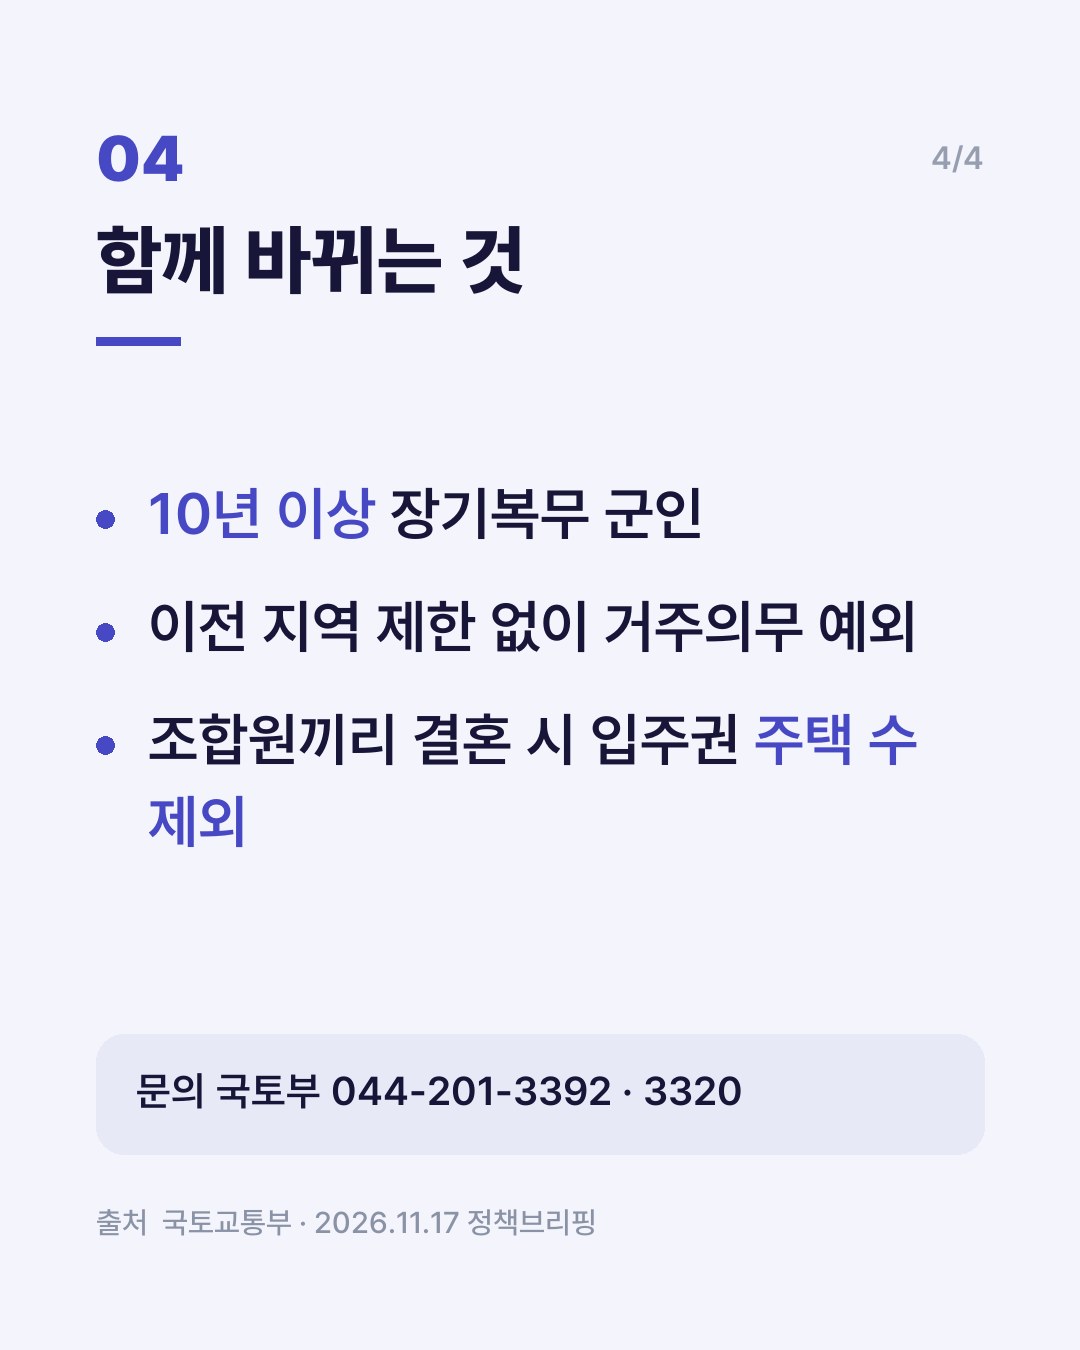 04
4/4
함께 바뀌는 것
• 10년 이상 장기복무 군인
• 이전 지역 제한 없이 거주의무 예외
• 조합원끼리 결혼 시 입주권 주택 수
제외
문의 국토부 044-201-3392 · 3320
출처 국토교통부 · 2026.11.17 정책브리핑